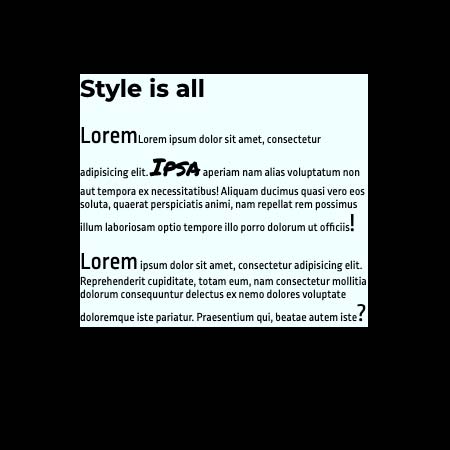 Style is all
LoremLorem ipsum dolor sit amet, consectetur
adipisicing elit.Ipsa aperiam nam alias voluptatum non
aut tempora ex necessitatibus! Aliquam ducimus quasi vero eos
soluta, quaerat perspiciatis animi, nam repellat rem possimus
illum laboriosam optio tempore illo porro dolorum ut officiis!
Lorem ipsum dolor sit amet, consectetur adipisicing elit.
Reprehenderit cupiditate, totam eum, nam consectetur mollitia
dolorum consequuntur delectus ex nemo dolores voluptate
doloremque iste pariatur. Praesentium qui, beatae autem iste?